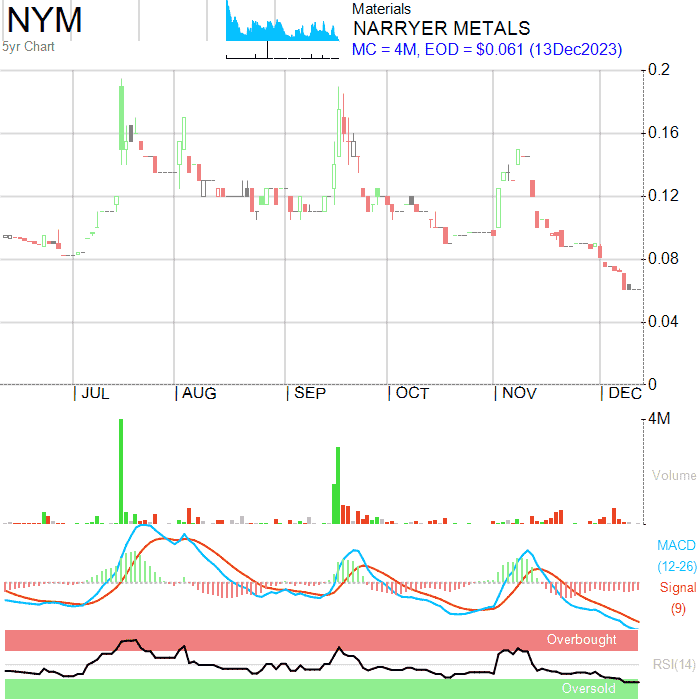 NYM
5yr Chart
Materials
NARRYER METALS
MC = 4M, EOD = $0.061 (13Dec2023)
0.2
0.16
0.12
0.08
0.04
0
JUL AUG SEP OCT NOV DEC
4M
Volume
MACD
(12-26)
Signal
(9)
Overbought
RSI(14)
Oversold